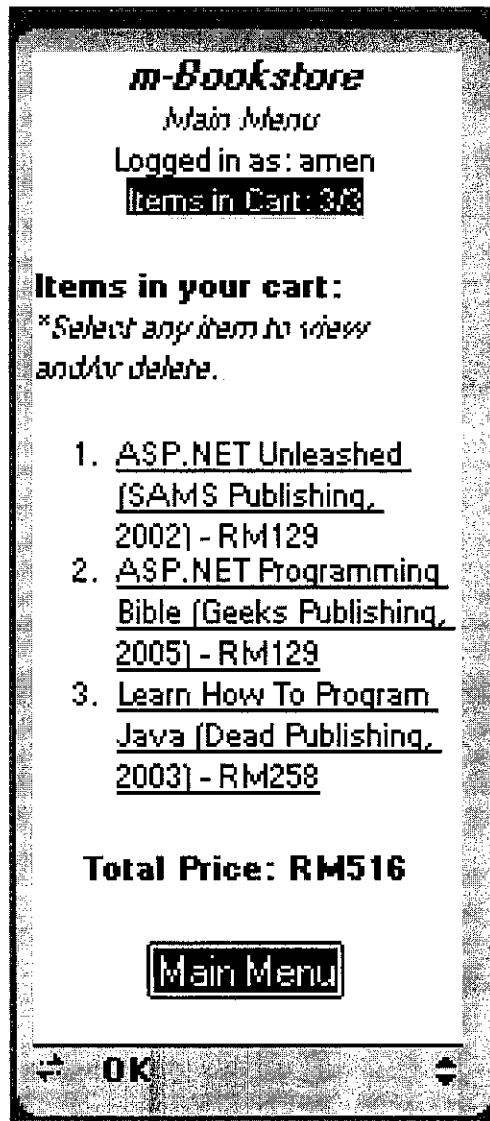 m-Bookstore
Main Menu
Logged in as: amen
Items in Cart: 3/3
Items in your cart:
*Select any item to view
and/or delete.
1. ASP.NET Unleashed
(SAMS Publishing,
2002) - RM129
2. ASP.NET Programming
Bible (Geeks Publishing,
2005) - RM129
3. Learn How To Program
Java (Dead Publishing,
2003) - RM258
Total Price: RM516
Main Menu
OK